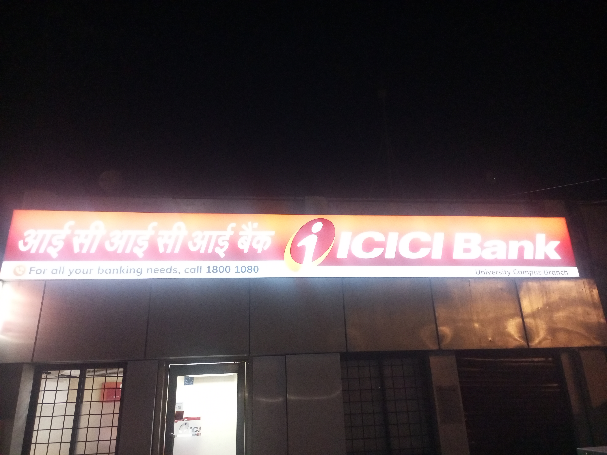 आई सी आई सी आई बैंक
ICICI Bank
For all your banking needs, call 1800 1080
University Campus Branch